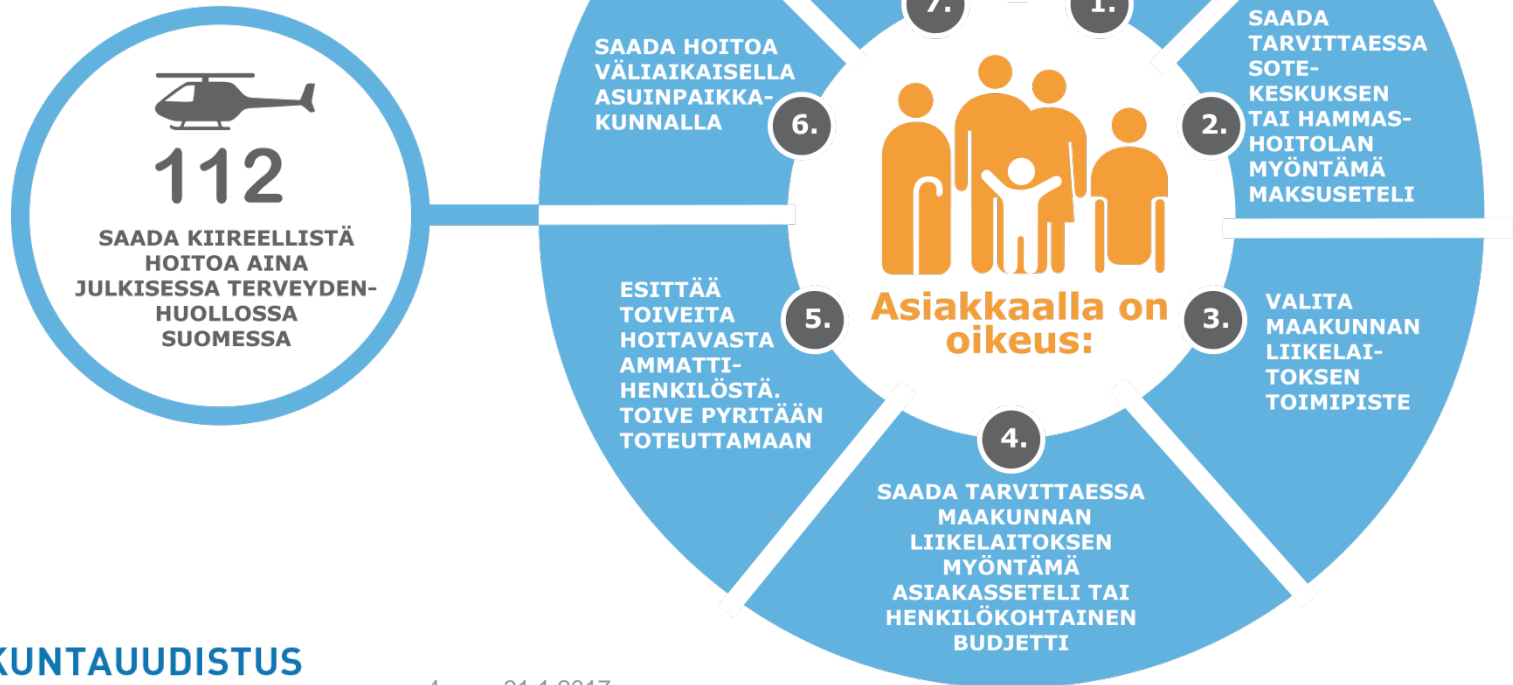 7.
1.
SAADA
TARVITTAESSA
SOTE-
KESKUKSEN
TAI HAMMAS-
HOITOLAN
MYÖNTÄMÄ
MAKSUSETELI
2.
SAADA HOITOA
VÄLIAIKAISELLA
ASUINPAIKKA-
KUNNALLA
6.
112
SAADA KIIREELLISTÄ
HOITOA AINA
JULKISESSA TERVEYDEN-
HUOLLOSSA
SUOMESSA
ESITTÄÄ
TOIVEITA
HOITAVASTA
AMMATTI-
HENKILÖSTÄ.
TOIVE PYRITÄÄN
TOTEUTTAMAAN
5.
Asiakkaalla on
oikeus:
3.
VALITA
MAAKUNNAN
LIIKELAI-
TOKSEN
TOIMIPISTE
4.
SAADA TARVITTAESSA
MAAKUNNAN
LIIKELAITOKSEN
MYÖNTÄMÄ
ASIAKASSETELI TAI
HENKILÖKOHTAINEN
BUDJETTI
KUNTAUUDISTUS